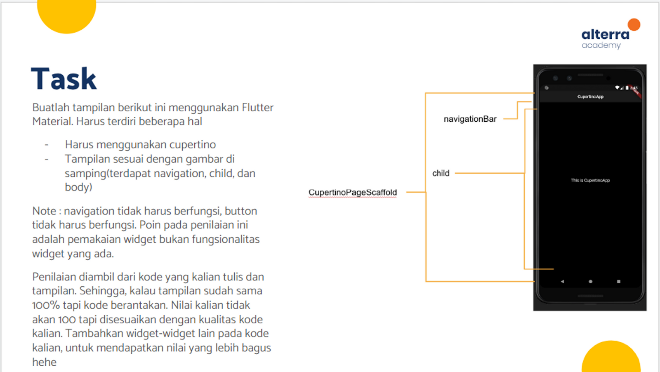 alterra
academy
Task
Buatlah tampilan berikut ini menggunakan Flutter
Material. Harus terdiri beberapa hal
- Harus menggunakan cupertino
- Tampilan sesuai dengan gambar di
samping(terdapat navigation, child, dan
body)
Note : navigation tidak harus berfungsi, button
tidak harus berfungsi. Poin pada penilaian ini
adalah pemakaian widget bukan fungsionalitas
widget yang ada.
Penilaian diambil dari kode yang kalian tulis dan
tampilan. Sehingga, kalau tampilan sudah sama
100% tapi kode berantakan. Nilai kalian tidak
akan 100 tapi disesuaikan dengan kualitas kode
kalian. Tambahkan widget-widget lain pada kode
kalian, untuk mendapatkan nilai yang lebih bagus
hehe
navigationBar
child
CupertinoPageScaffold
CupertinoApp
This is CupertinoApp